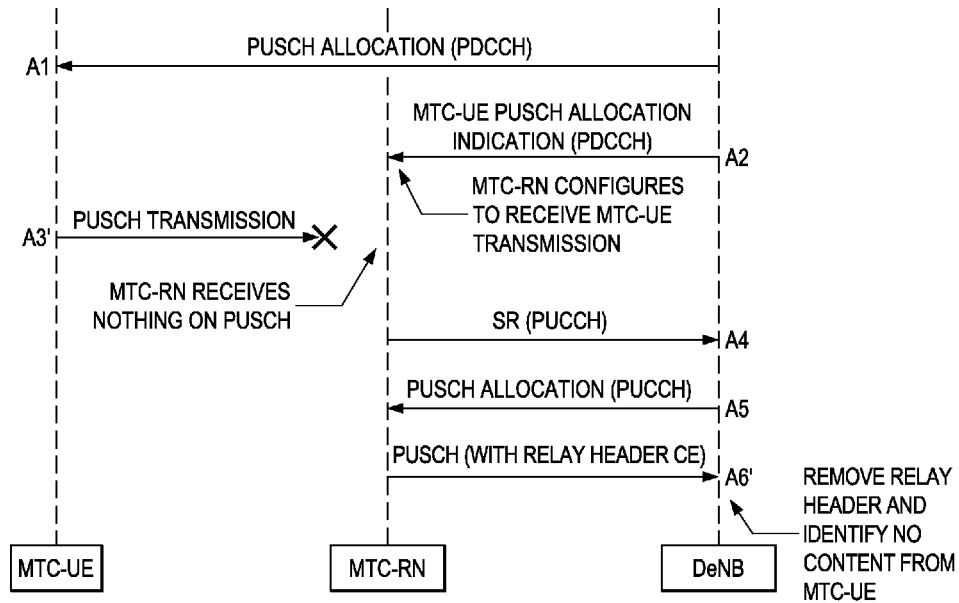 PUSCH ALLOCATION (PDCCH)
A1
MTC-UE PUSCH ALLOCATION
INDICATION (PDCCH)
A2
MTC-RN CONFIGURES
TO RECEIVE MTC-UE
TRANSMISSION
PUSCH TRANSMISSION
A3'
MTC-RN RECEIVES
NOTHING ON PUSCH
SR (PUCCH)
A4
PUSCH ALLOCATION (PUCCH)
A5
PUSCH (WITH RELAY HEADER CE)
A6'
REMOVE RELAY
HEADER AND
IDENTIFY NO
CONTENT FROM
MTC-UE
MTC-UE
MTC-RN
DeNB